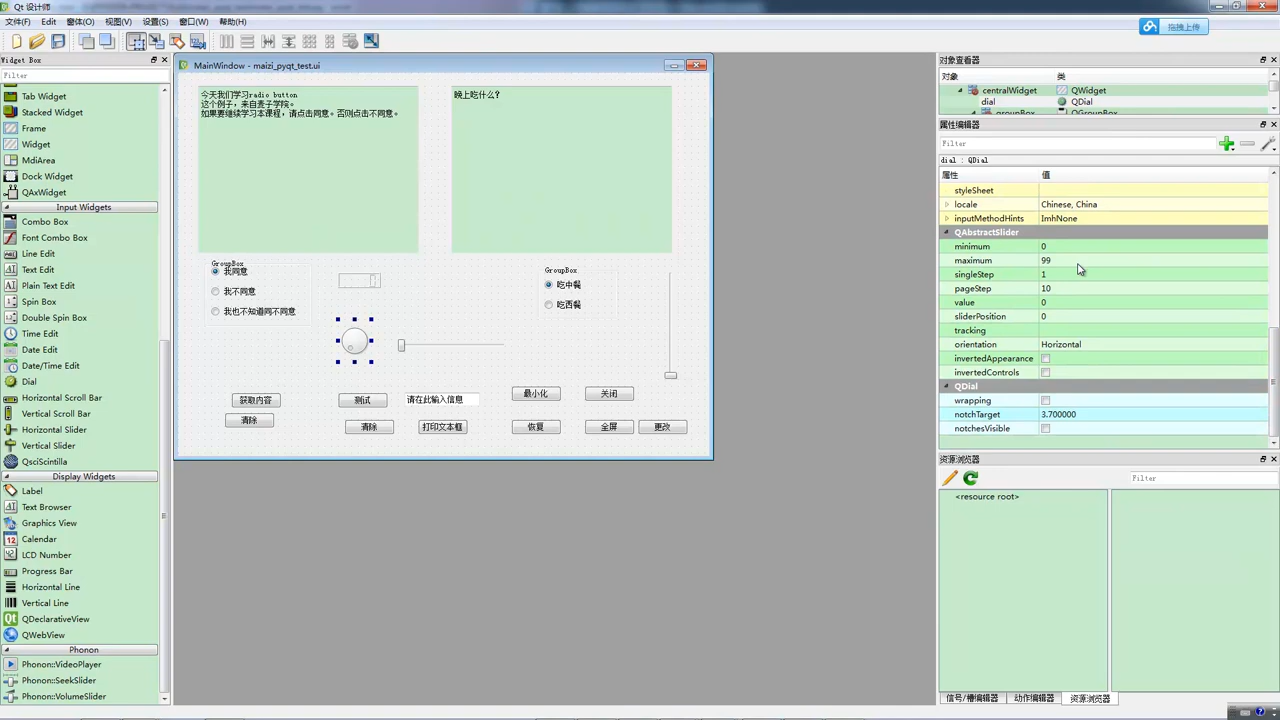 Qt 设计师
文件(F) Edit 窗体(O) 视图(V) 设置(S) 窗口(W) 帮助(H)
拖拽上传
Widget Box
Filter
Tab Widget
Stacked Widget
Frame
Widget
MdiArea
Dock Widget
QAxWidget
Input Widgets
Combo Box
Font Combo Box
Line Edit
Text Edit
Plain Text Edit
Spin Box
Double Spin Box
Time Edit
Date Edit
Date/Time Edit
Dial
Horizontal Scroll Bar
Vertical Scroll Bar
Horizontal Slider
Vertical Slider
QsciScintilla
Display Widgets
Label
Text Browser
Graphics View
Calendar
LCD Number
Progress Bar
Horizontal Line
Vertical Line
QDeclarativeView
QWebView
Phonon
Phonon::VideoPlayer
Phonon::SeekSlider
Phonon::VolumeSlider
MainWindow - maizi_pyqt_test.ui
今天我们学习radio button
这个例子，来自麦子学院。
如果要继续学习本课程，请点击同意。否则点击不同意。
晚上吃什么？
GroupBox
我同意
我不同意
我也不知道同不同意
GroupBox
吃中餐
吃西餐
获取内容
清除
测试
请在此输入信息
清除
打印文本框
最小化
关闭
恢复
全屏
更改
对象查看器
对象 类
centralWidget QWidget
dial QDial
groupBox QGroupBox
属性编辑器
Filter
dial : QDial
属性 值
styleSheet
locale Chinese, China
inputMethodHints ImhNone
QAbstractSlider
minimum 0
maximum 99
singleStep 1
pageStep 10
value 0
sliderPosition 0
tracking
orientation Horizontal
invertedAppearance
invertedControls
QDial
wrapping
notchTarget 3.700000
notchesVisible
资源浏览器
Filter
<resource root>
信号/槽编辑器 动作编辑器 资源浏览器